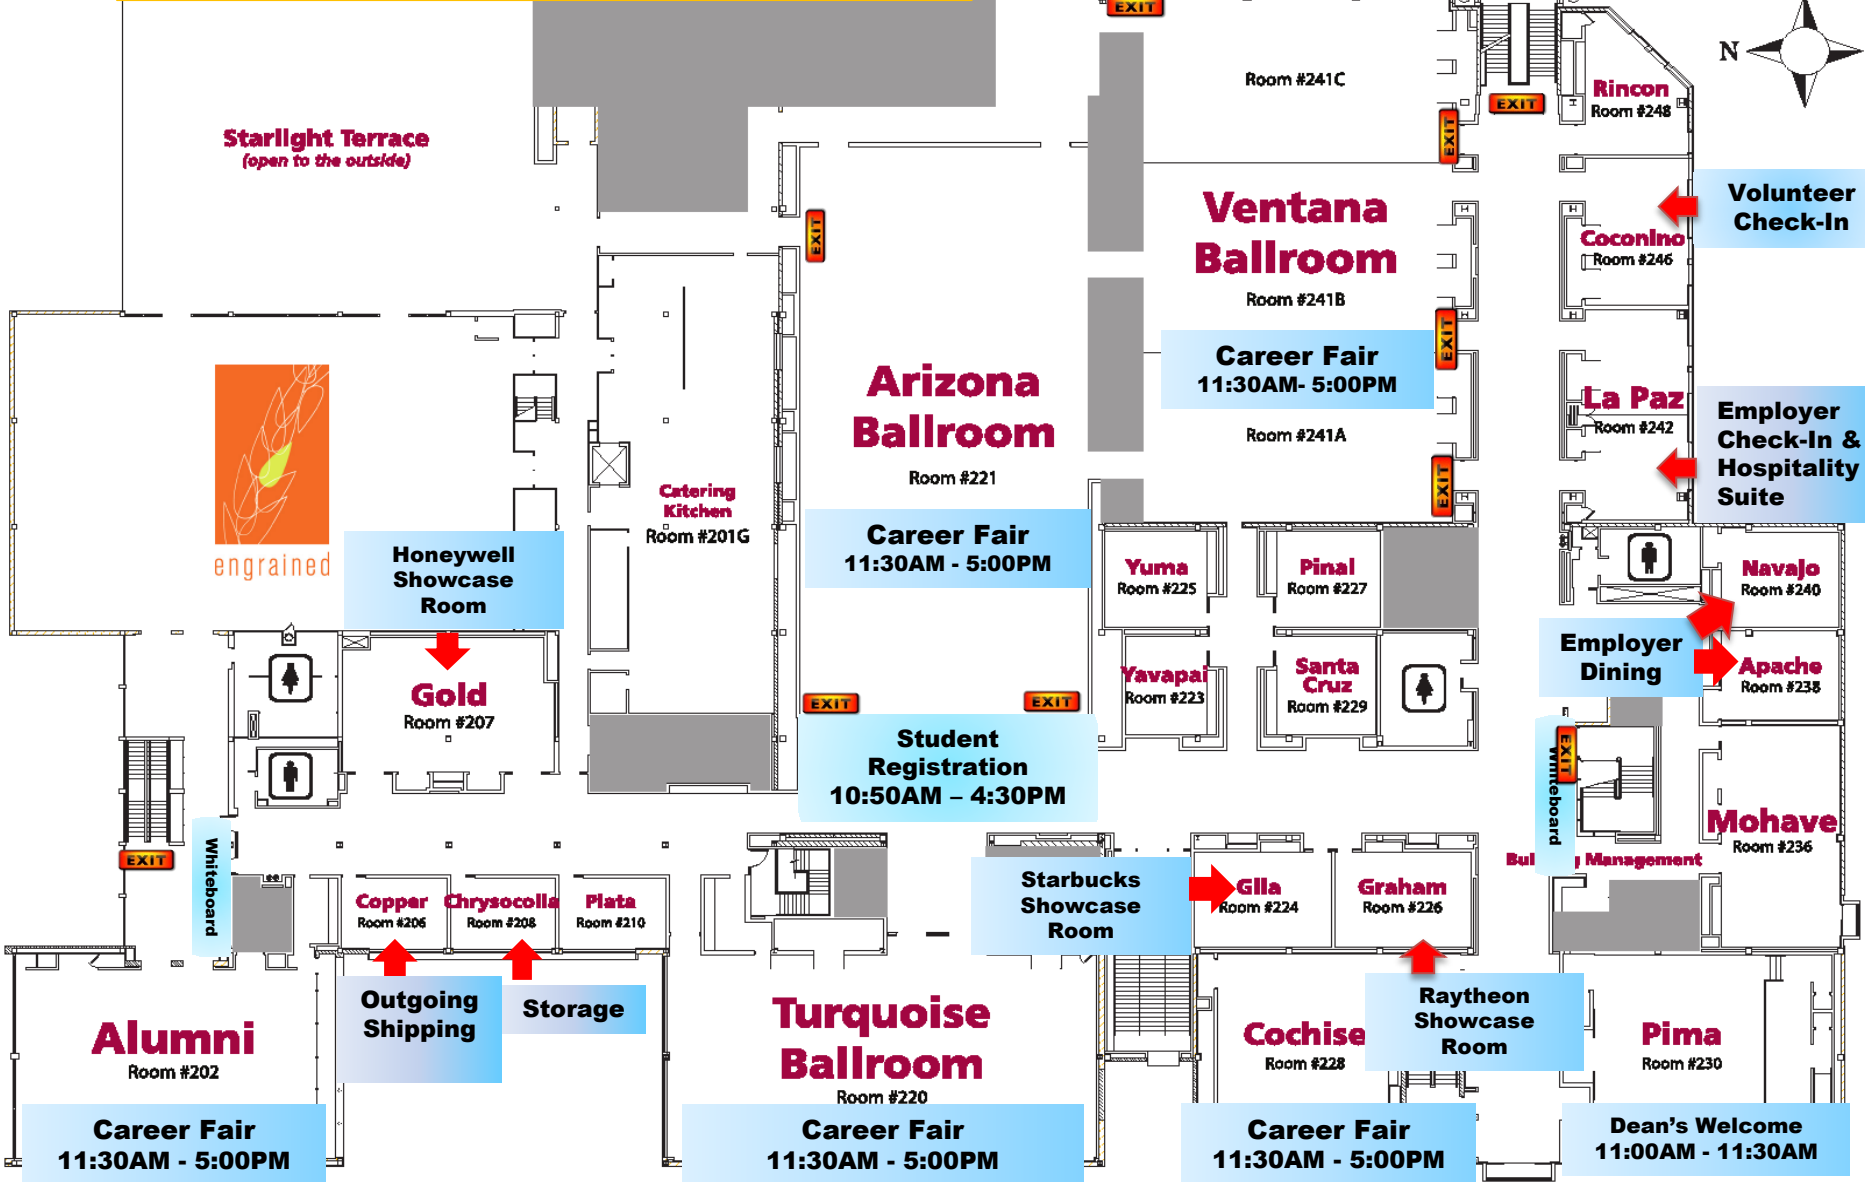 EXIT
N
Room #241C
EXIT
Rincon
Room #248
EXIT
Starlight Terrace
(open to the outside)
Volunteer
Check-In
Ventana
Ballroom
Room #241B
EXIT
Coconino
Room #246
Career Fair
11:30AM- 5:00PM
EXIT
Room #241A
EXIT
La Paz
Room #242
Employer
Check-In &
Hospitality
Suite
Arizona
Ballroom
Room #221
Career Fair
11:30AM - 5:00PM
Catering
Kitchen
Room #201G
engrained
Honeywell
Showcase
Room
Gold
Room #207
Yuma
Room #225
Pinal
Room #227
Navajo
Room #240
Employer
Dining
Apache
Room #238
Yavapai
Room #223
Santa
Cruz
Room #229
EXIT
EXIT
Student
Registration
10:50AM – 4:30PM
EXIT
Whiteboard
Mohave
Room #236
Management
EXIT
Whiteboard
Copper
Room #206
Chrysocolla
Room #208
Plata
Room #210
Starbucks
Showcase
Room
Gila
Room #224
Graham
Room #226
Outgoing
Shipping
Storage
Raytheon
Showcase
Room
Alumni
Room #202
Turquoise
Ballroom
Room #220
Cochise
Room #228
Pima
Room #230
Career Fair
11:30AM - 5:00PM
Career Fair
11:30AM - 5:00PM
Career Fair
11:30AM - 5:00PM
Dean's Welcome
11:00AM - 11:30AM